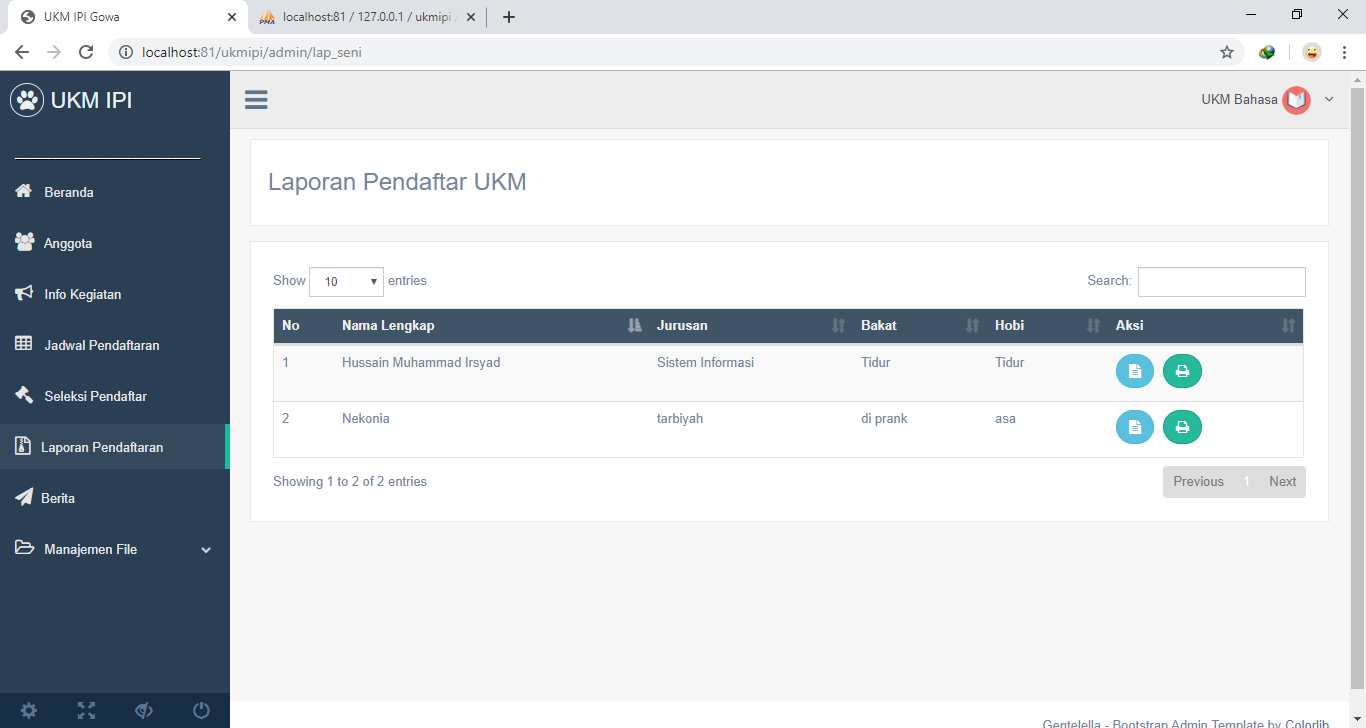 UKM IPI Gowa
localhost:81 / 127.0.0.1 / ukmipi
localhost:81/ukmipi/admin/lap_seni
UKM IPI
UKM Bahasa
Beranda
Anggota
Info Kegiatan
Jadwal Pendaftaran
Seleksi Pendaftar
Laporan Pendaftaran
Berita
Manajemen File
Laporan Pendaftar UKM
Show 10 entries Search:
No Nama Lengkap Jurusan Bakat Hobi Aksi
1 Hussain Muhammad Irsyad Sistem Informasi Tidur Tidur
2 Nekonia tarbiyah di prank asa
Showing 1 to 2 of 2 entries Previous 1 Next
Gentelella - Bootstrap Admin Template by Colorlib